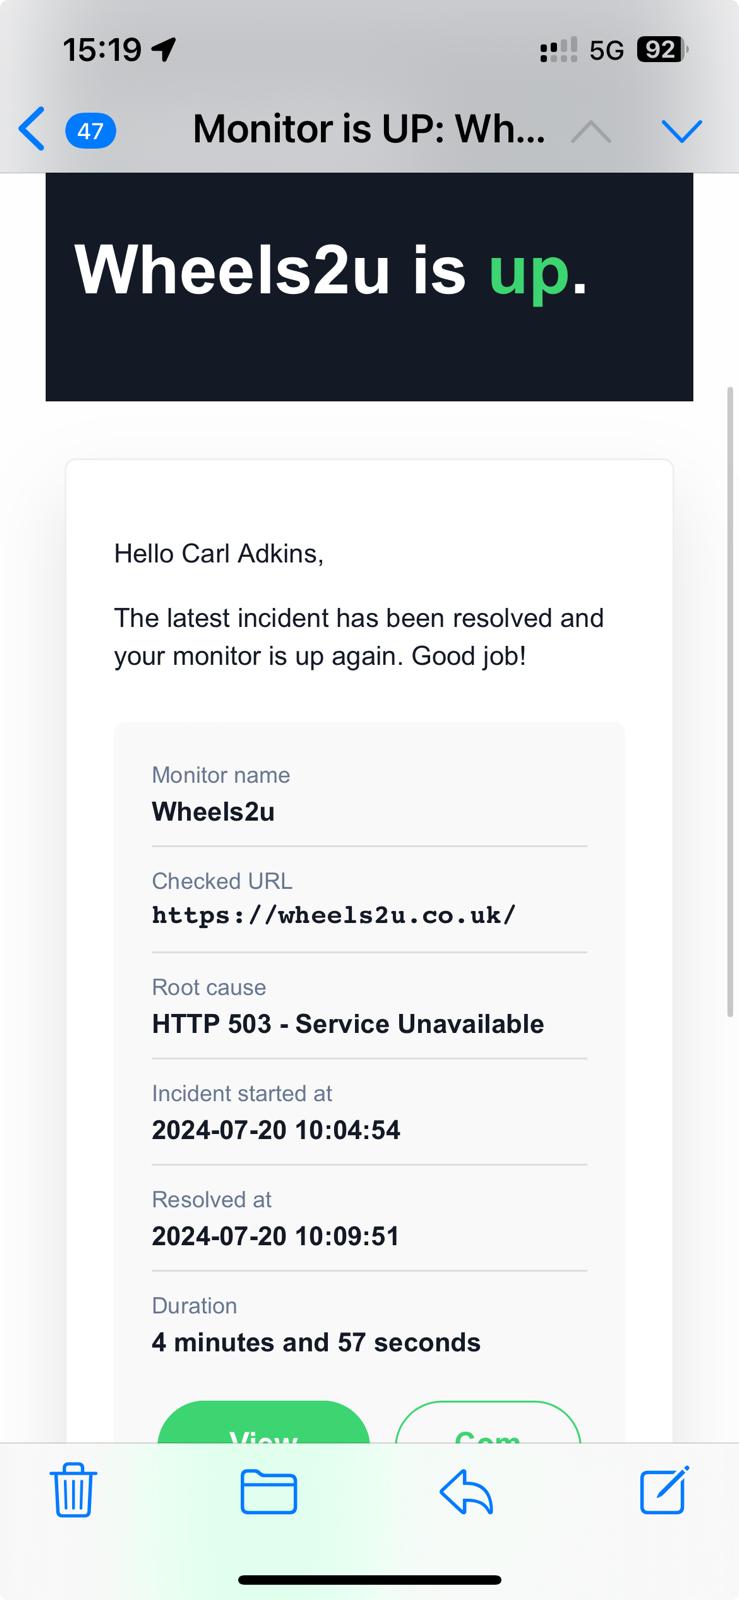 15:19
5G 92
47
Monitor is UP: Wh...
Wheels2u is up.
Hello Carl Adkins,
The latest incident has been resolved and
your monitor is up again. Good job!
Monitor name
Wheels2u
Checked URL
https://wheels2u.co.uk/
Root cause
HTTP 503 - Service Unavailable
Incident started at
2024-07-20 10:04:54
Resolved at
2024-07-20 10:09:51
Duration
4 minutes and 57 seconds
View Com